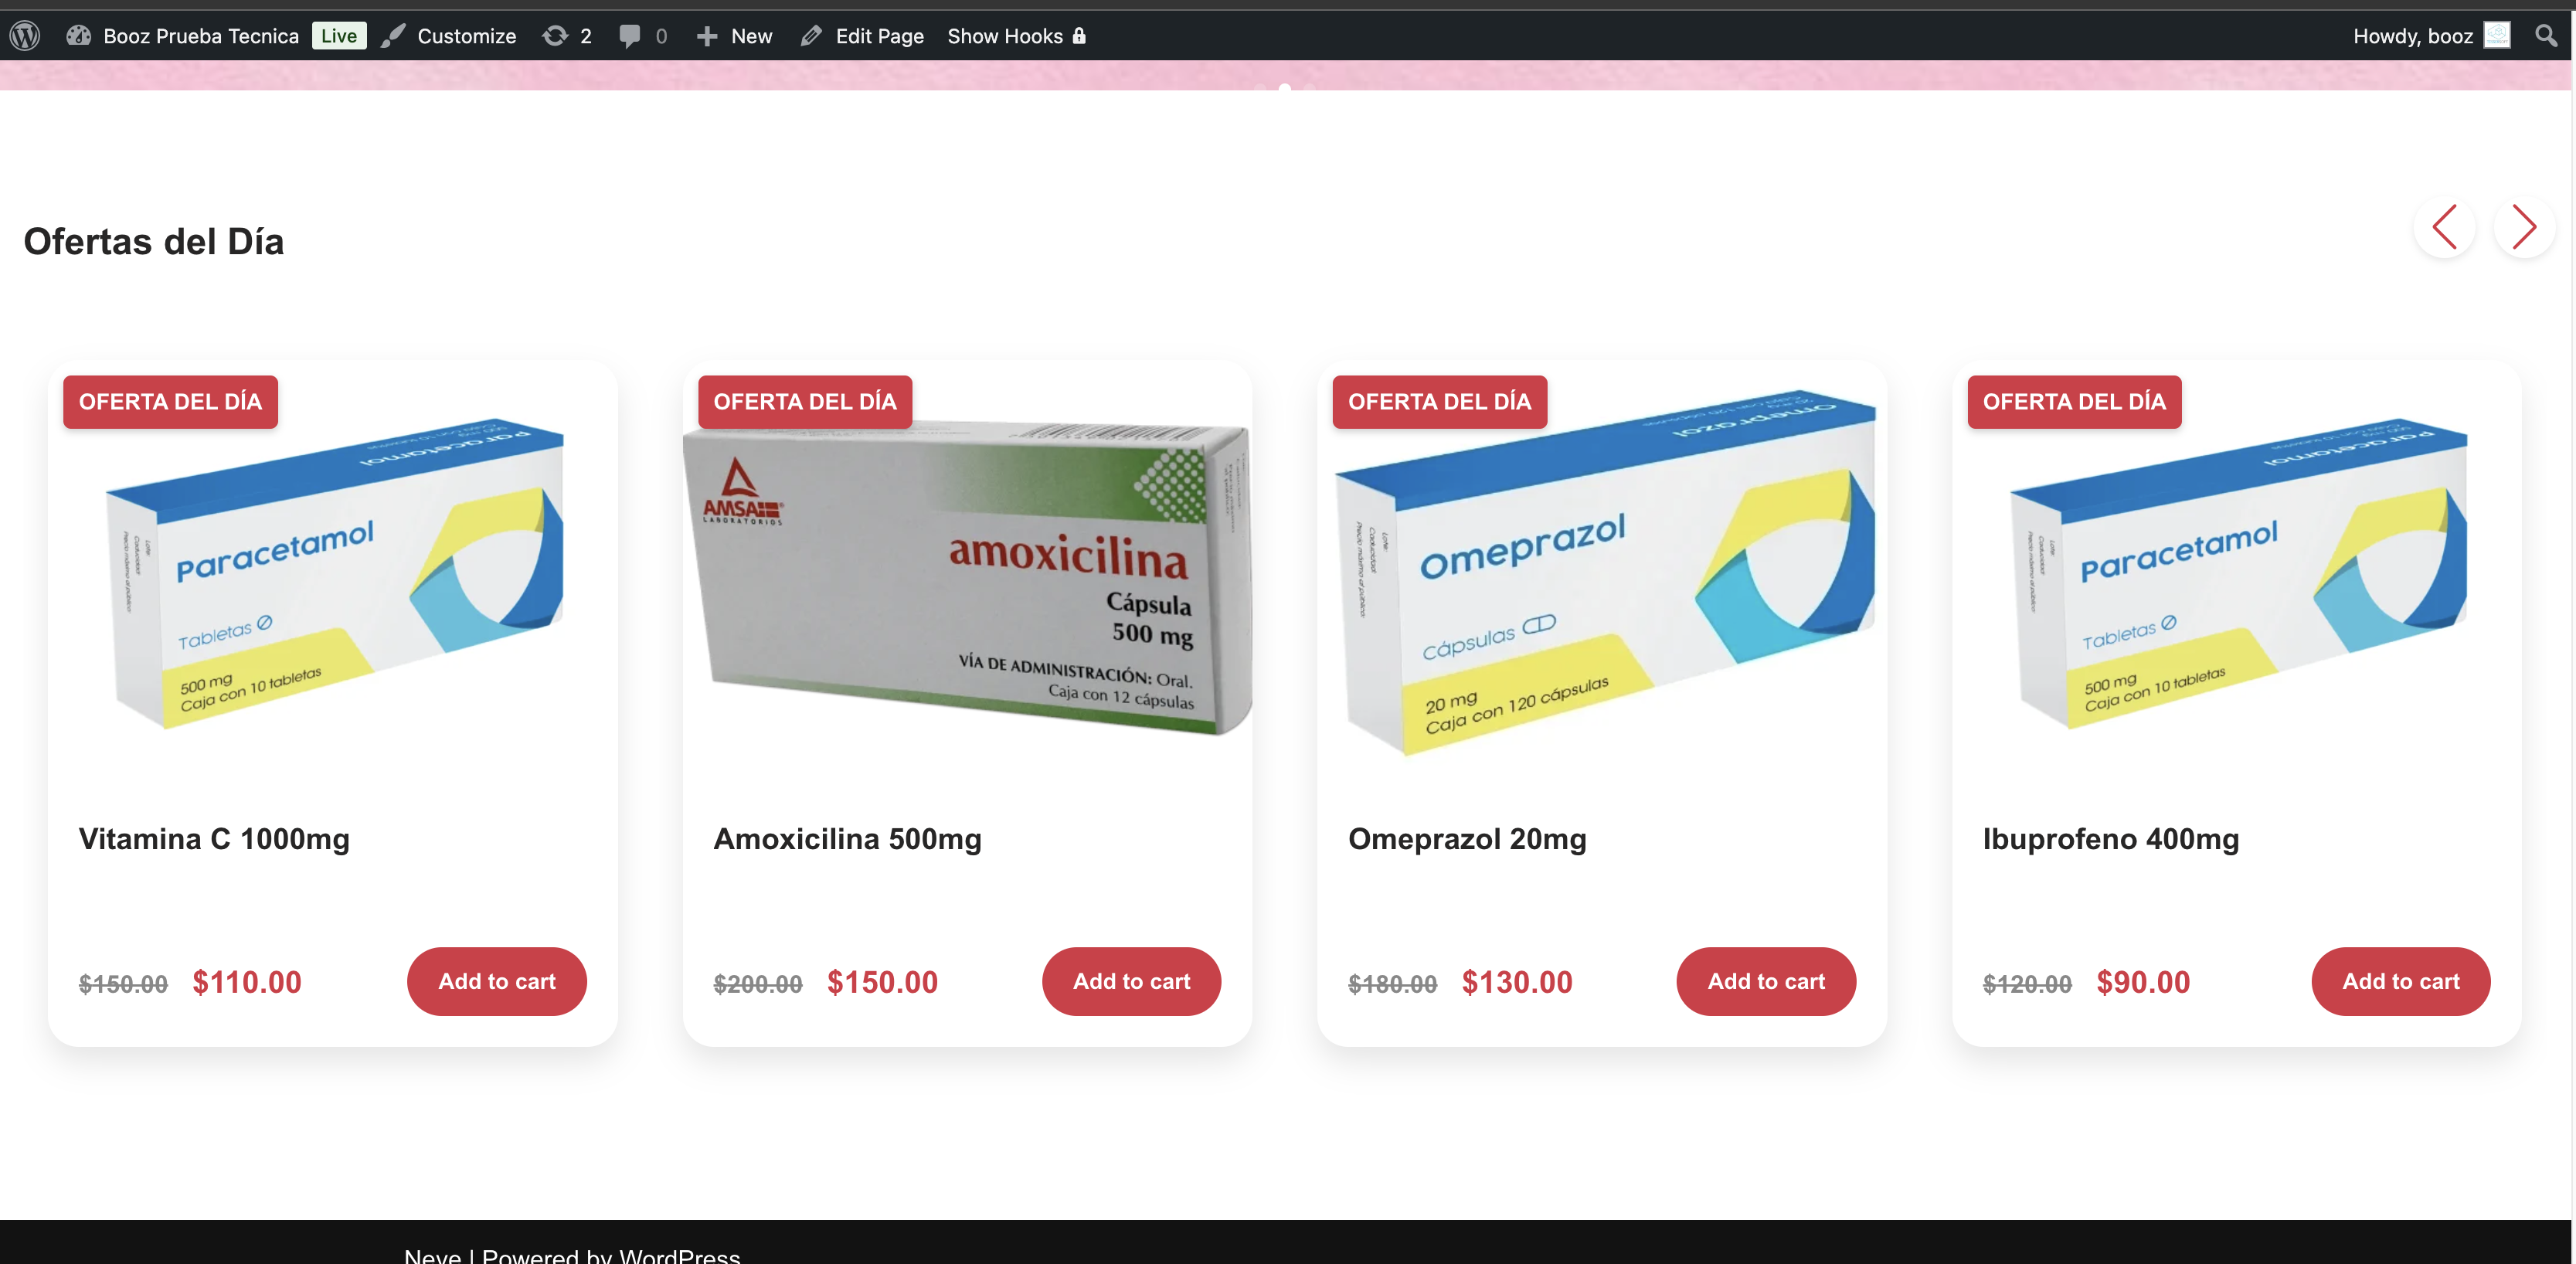 Booz Prueba Tecnica Live Customize 2 0 New Edit Page Show Hooks Howdy, booz
Ofertas del Día
OFERTA DEL DÍA
Paracetamol
Paracetamol
Tabletas
500 mg
Caja con 10 tabletas
Vitamina C 1000mg
$150.00 $110.00 Add to cart
OFERTA DEL DÍA
AMSA
LABORATORIOS
amoxicilina
Cápsula
500 mg
VÍA DE ADMINISTRACIÓN: Oral.
Caja con 12 cápsulas
Amoxicilina 500mg
$200.00 $150.00 Add to cart
OFERTA DEL DÍA
Omeprazol
Omeprazol
Cápsulas
20 mg
Caja con 120 cápsulas
Omeprazol 20mg
$180.00 $130.00 Add to cart
OFERTA DEL DÍA
Paracetamol
Paracetamol
Tabletas
500 mg
Caja con 10 tabletas
Ibuprofeno 400mg
$120.00 $90.00 Add to cart
Neve | Powered by WordPress